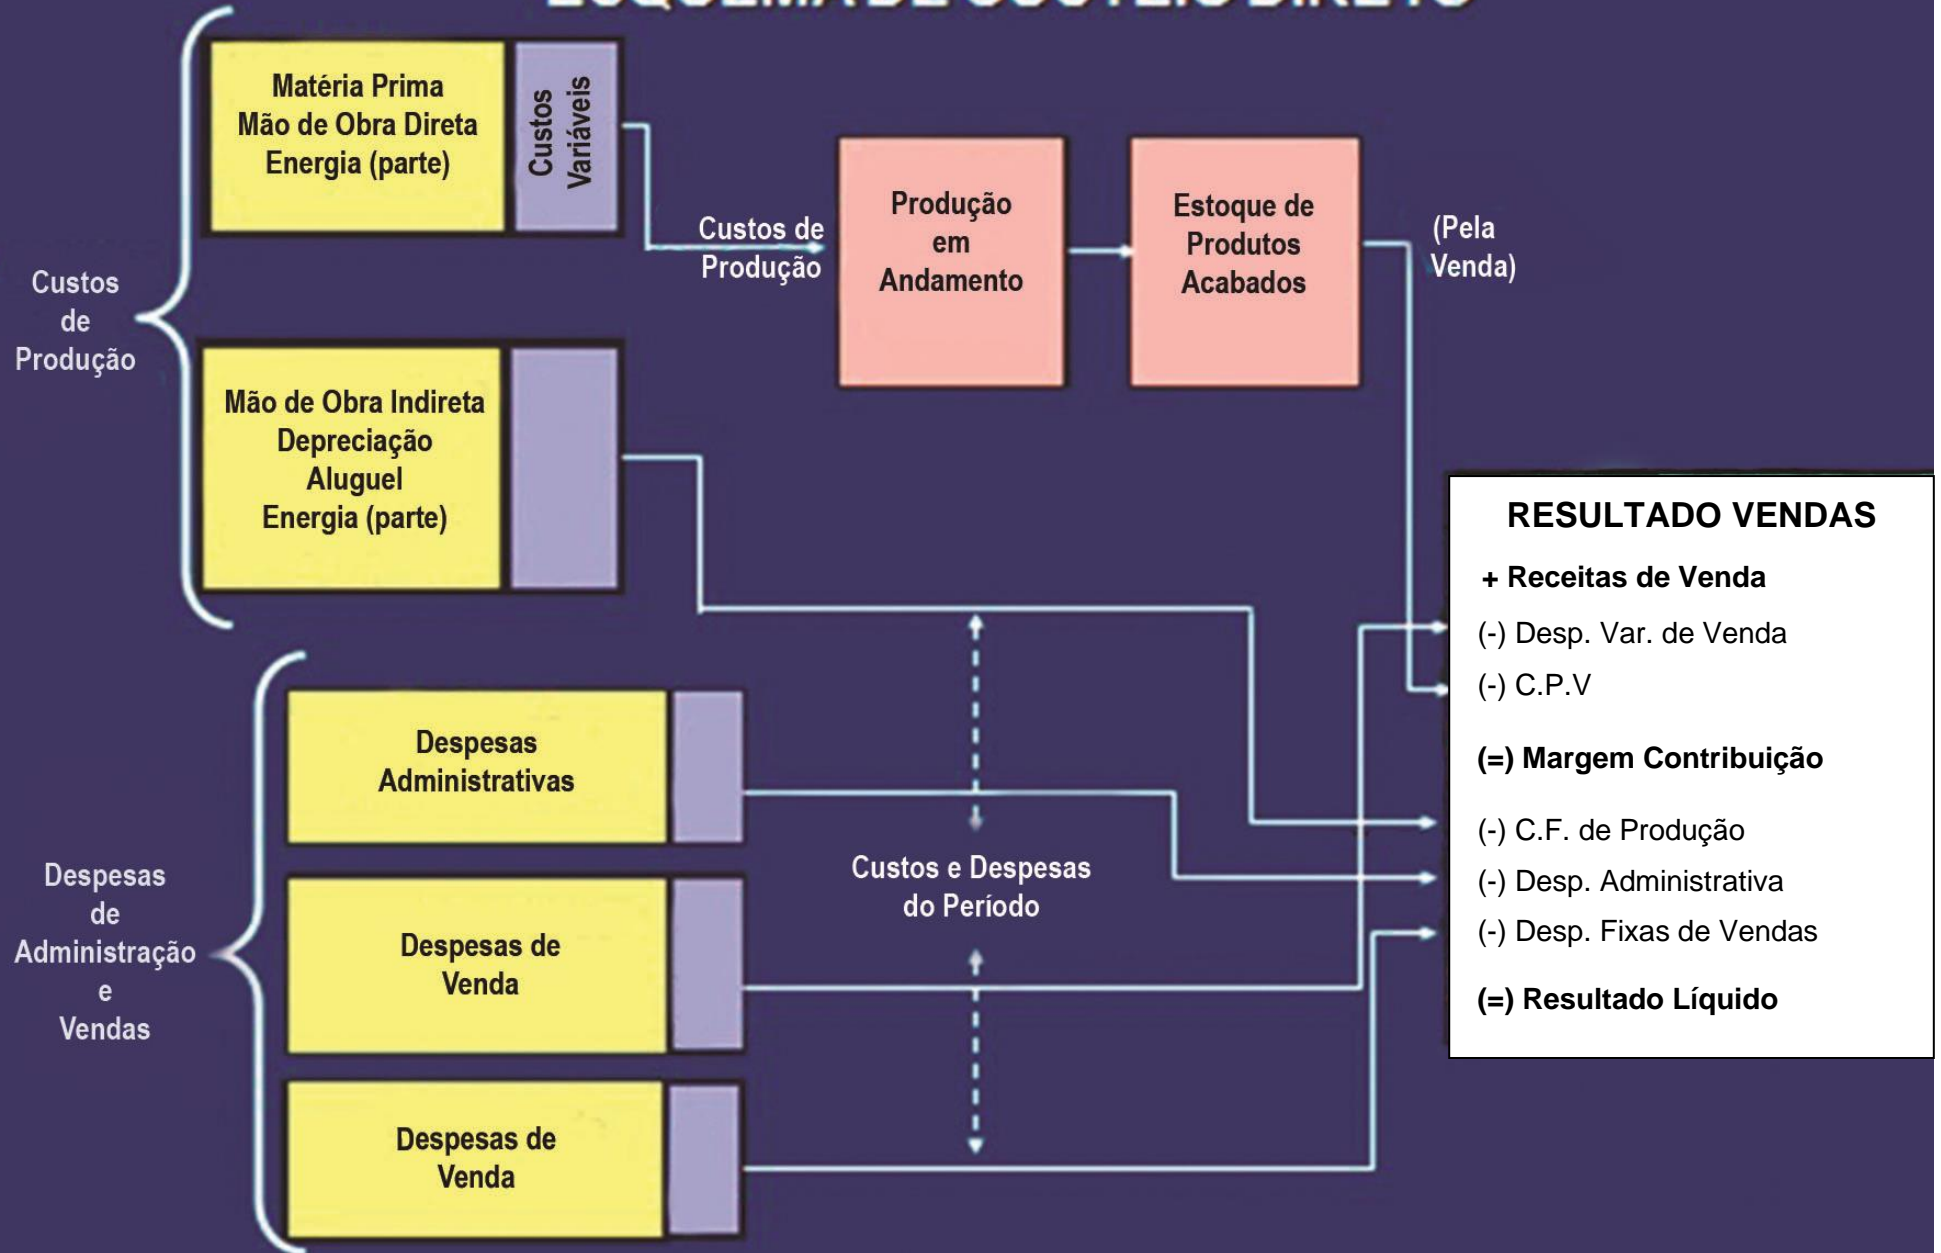 Matéria Prima
Mão de Obra Direta
Energia (parte)
Custos
Variáveis
Custos de
Produção
Produção
em
Andamento
Estoque de
Produtos
Acabados
(Pela
Venda)
Custos
de
Produção
Mão de Obra Indireta
Depreciação
Aluguel
Energia (parte)
RESULTADO VENDAS
+ Receitas de Venda
(-) Desp. Var. de Venda
(-) C.P.V
(=) Margem Contribuição
(-) C.F. de Produção
(-) Desp. Administrativa
(-) Desp. Fixas de Vendas
(=) Resultado Líquido
Despesas
de
Administração
e
Vendas
Despesas
Administrativas
Custos e Despesas
do Período
Despesas de
Venda
Despesas de
Venda